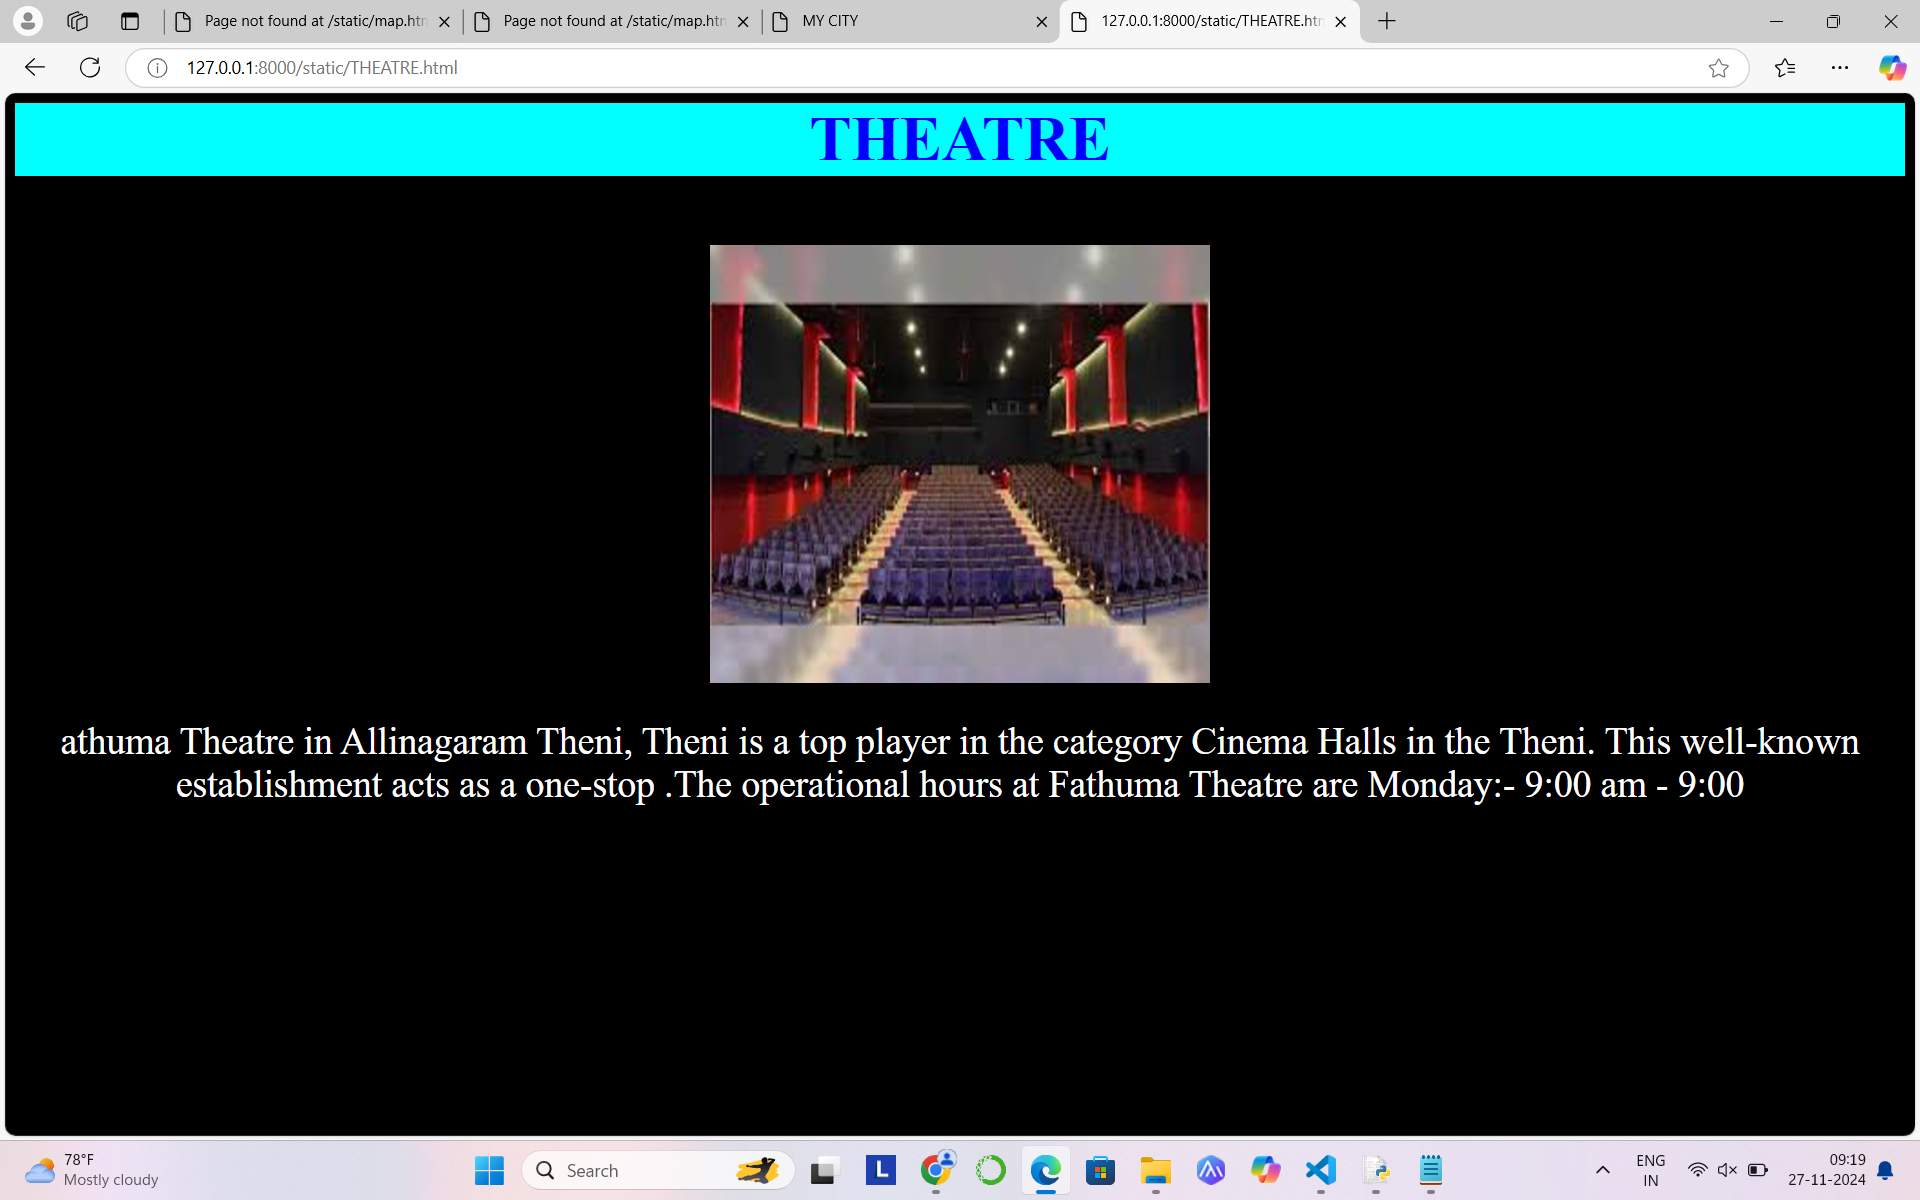 Page not found at /static/map.htm
Page not found at /static/map.htm
MY CITY
127.0.0.1:8000/static/THEATRE.htm
127.0.0.1:8000/static/THEATRE.html
THEATRE
athuma Theatre in Allinagaram Theni, Theni is a top player in the category Cinema Halls in the Theni. This well-known
establishment acts as a one-stop .The operational hours at Fathuma Theatre are Monday:- 9:00 am - 9:00
78°F
Mostly cloudy
Search
L
ENG
IN
09:19
27-11-2024